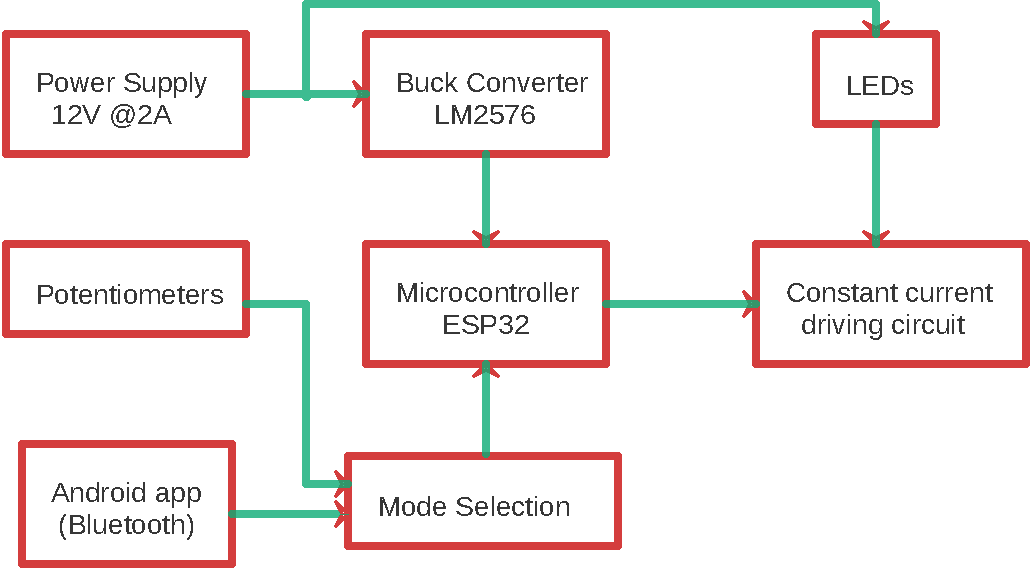 Power Supply
12V @2A
Buck Converter
LM2576
LEDs
Potentiometers
Microcontroller
ESP32
Constant current
driving circuit
Android app
(Bluetooth)
Mode Selection